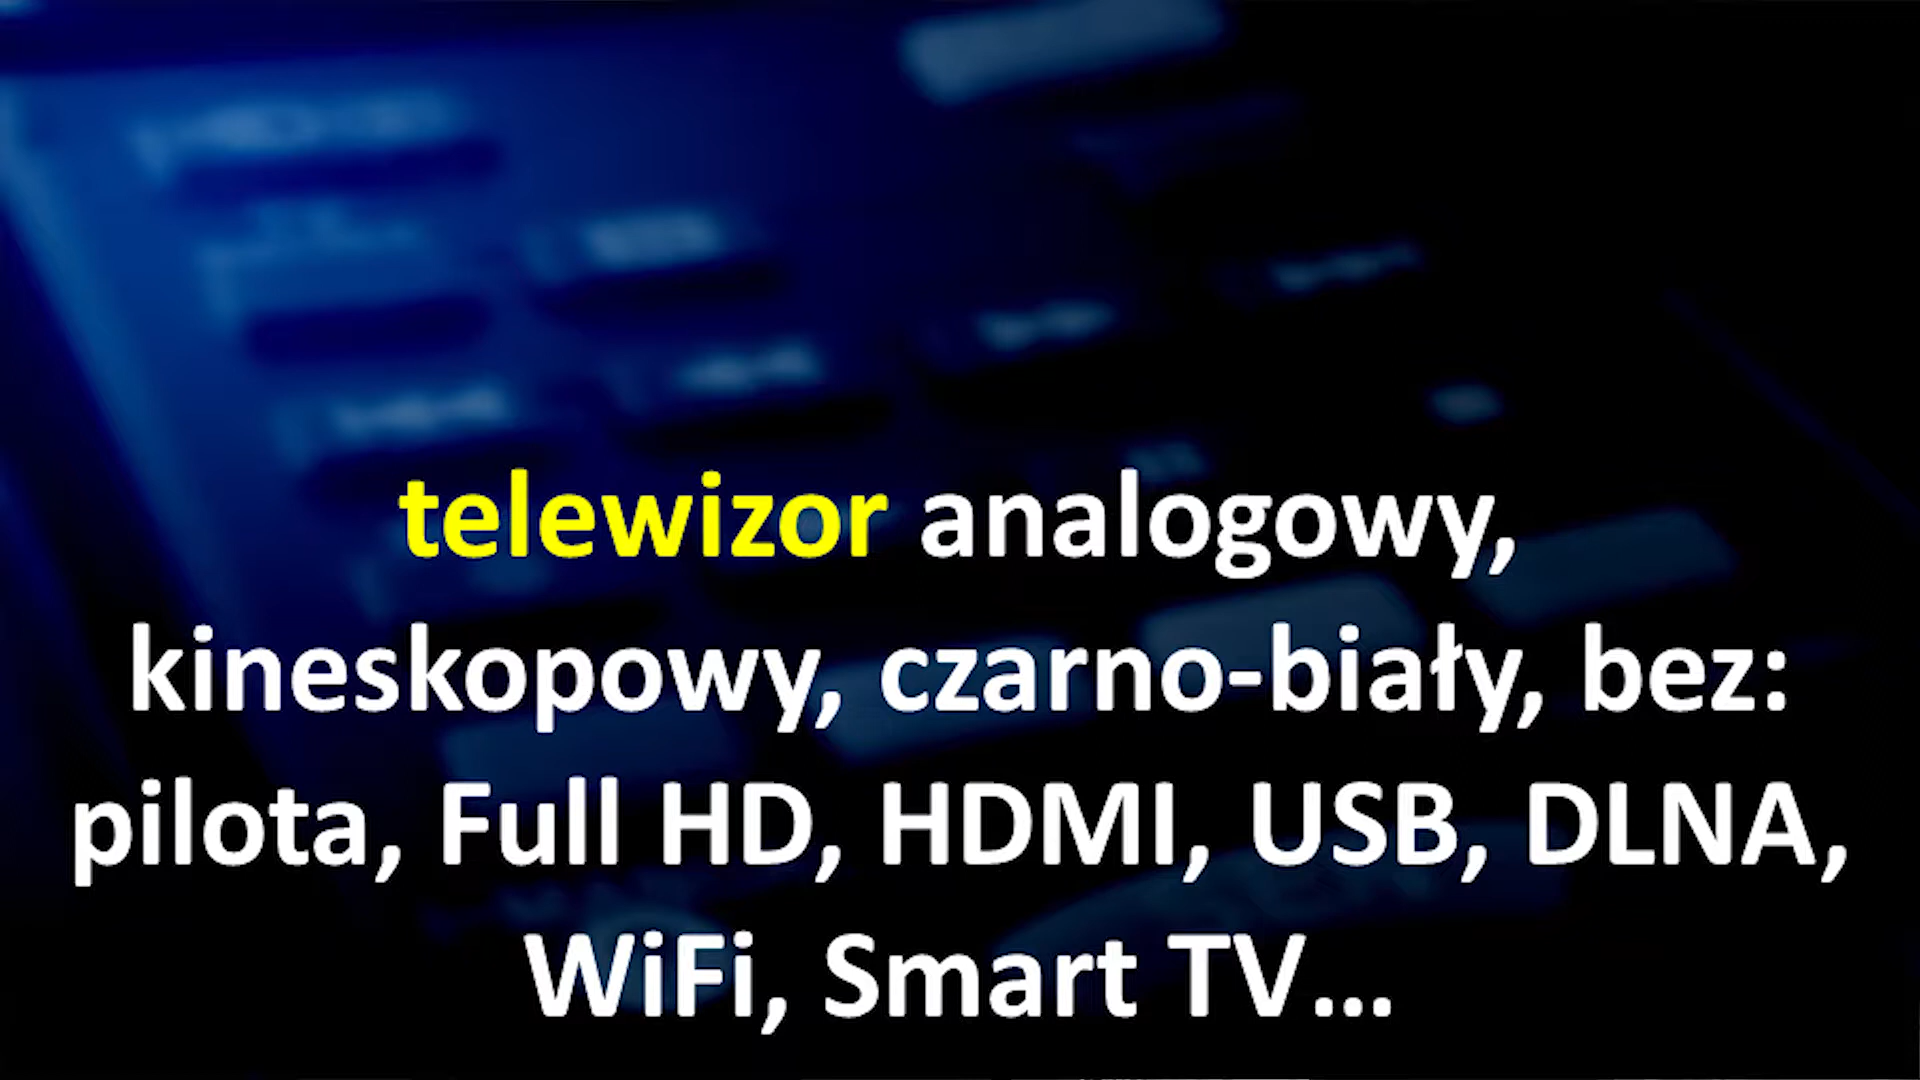 telewizor analogowy,
kineskopowy, czarno-biały, bez:
pilota, Full HD, HDMI, USB, DLNA,
WiFi, Smart TV...